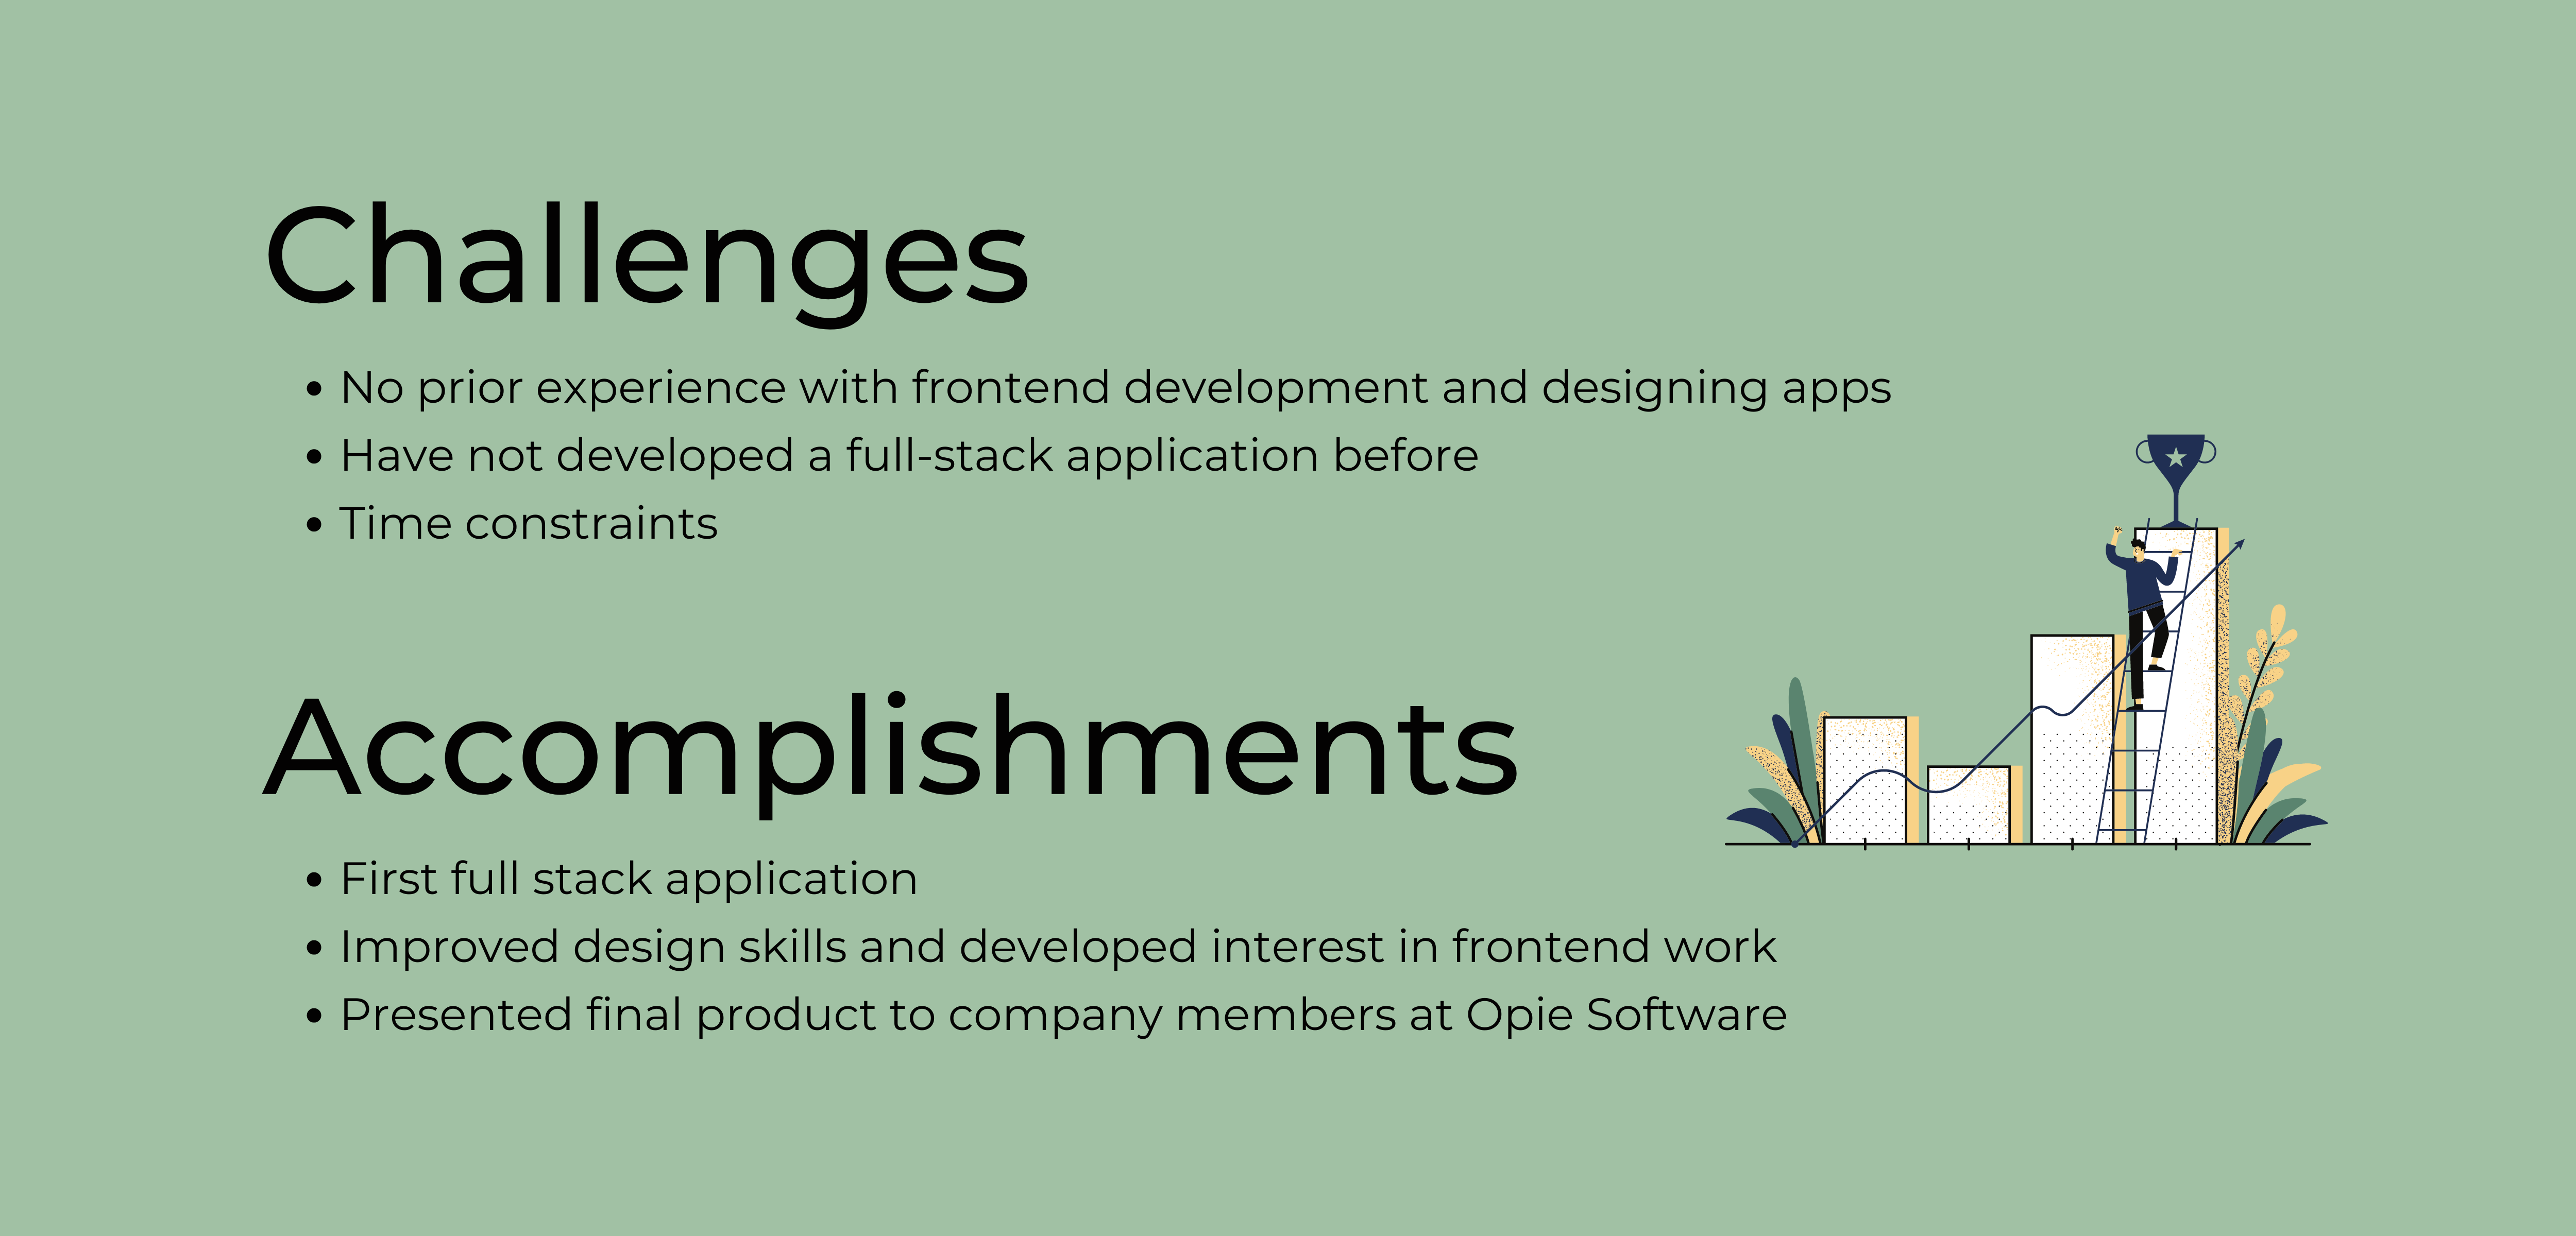 Challenges
• No prior experience with frontend development and designing apps
• Have not developed a full-stack application before
• Time constraints
Accomplishments
• First full stack application
• Improved design skills and developed interest in frontend work
• Presented final product to company members at Opie Software